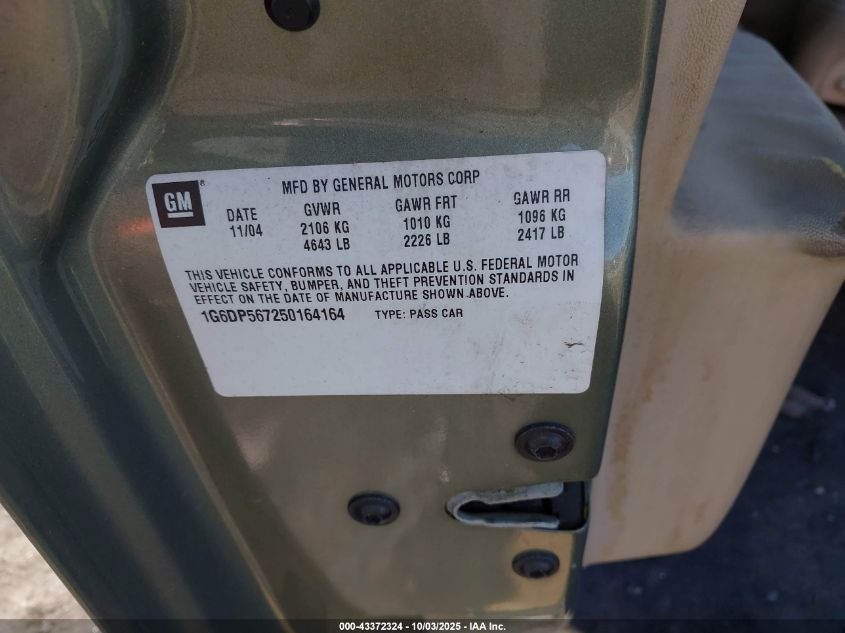 GM
MFD BY GENERAL MOTORS CORP
DATE GVWR GAWR FRT GAWR RR
11/04 2106 KG 1010 KG 1096 KG
4643 LB 2226 LB 2417 LB
THIS VEHICLE CONFORMS TO ALL APPLICABLE U.S. FEDERAL MOTOR
VEHICLE SAFETY, BUMPER, AND THEFT PREVENTION STANDARDS IN
EFFECT ON THE DATE OF MANUFACTURE SHOWN ABOVE.
1G6DP567250164164 TYPE: PASS CAR
000-43372324 - 10/03/2025 - IAA Inc.